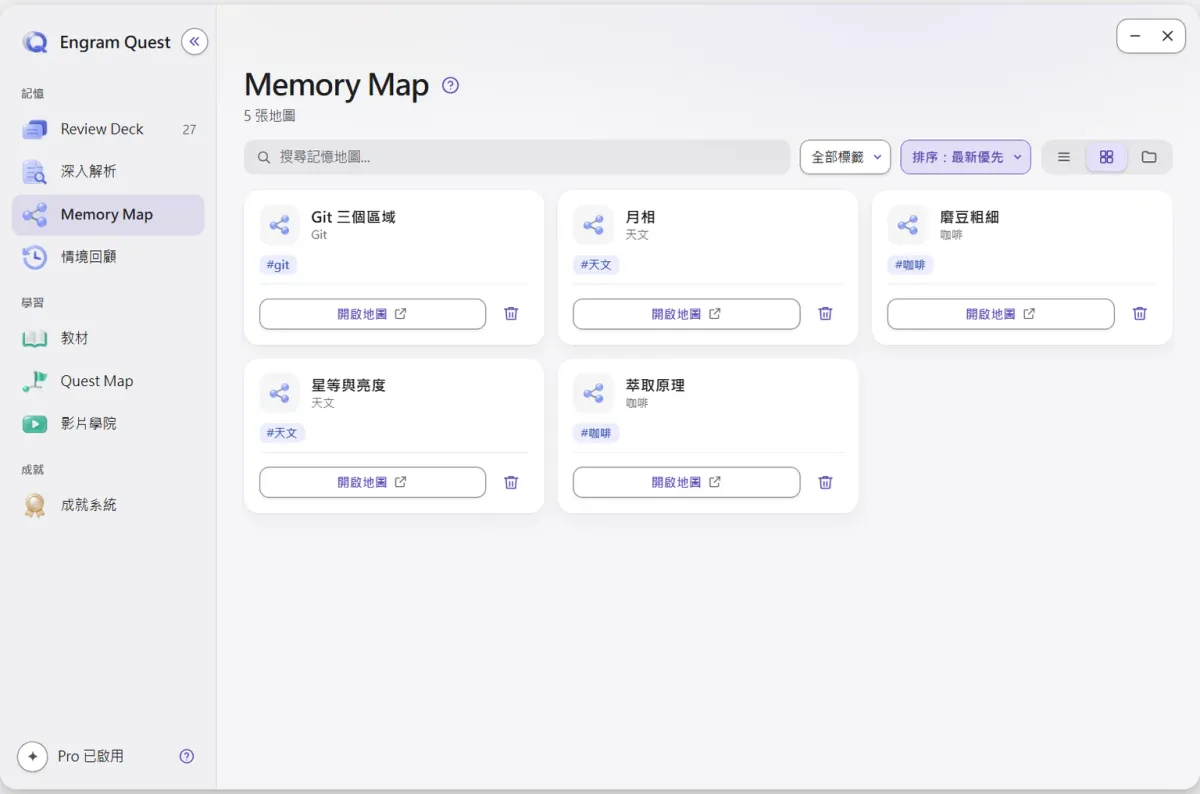 Engram Quest
記憶
Review Deck 27
深入解析
Memory Map
情境回顧
學習
教材
Quest Map
影片學院
成就
成就系統
Pro 已啟用
Memory Map
5 張地圖
搜尋記憶地圖...
全部標籤
排序：最新優先
Git 三個區域
Git
#git
開啟地圖
月相
天文
#天文
開啟地圖
磨豆粗細
咖啡
#咖啡
開啟地圖
星等與亮度
天文
#天文
開啟地圖
萃取原理
咖啡
#咖啡
開啟地圖